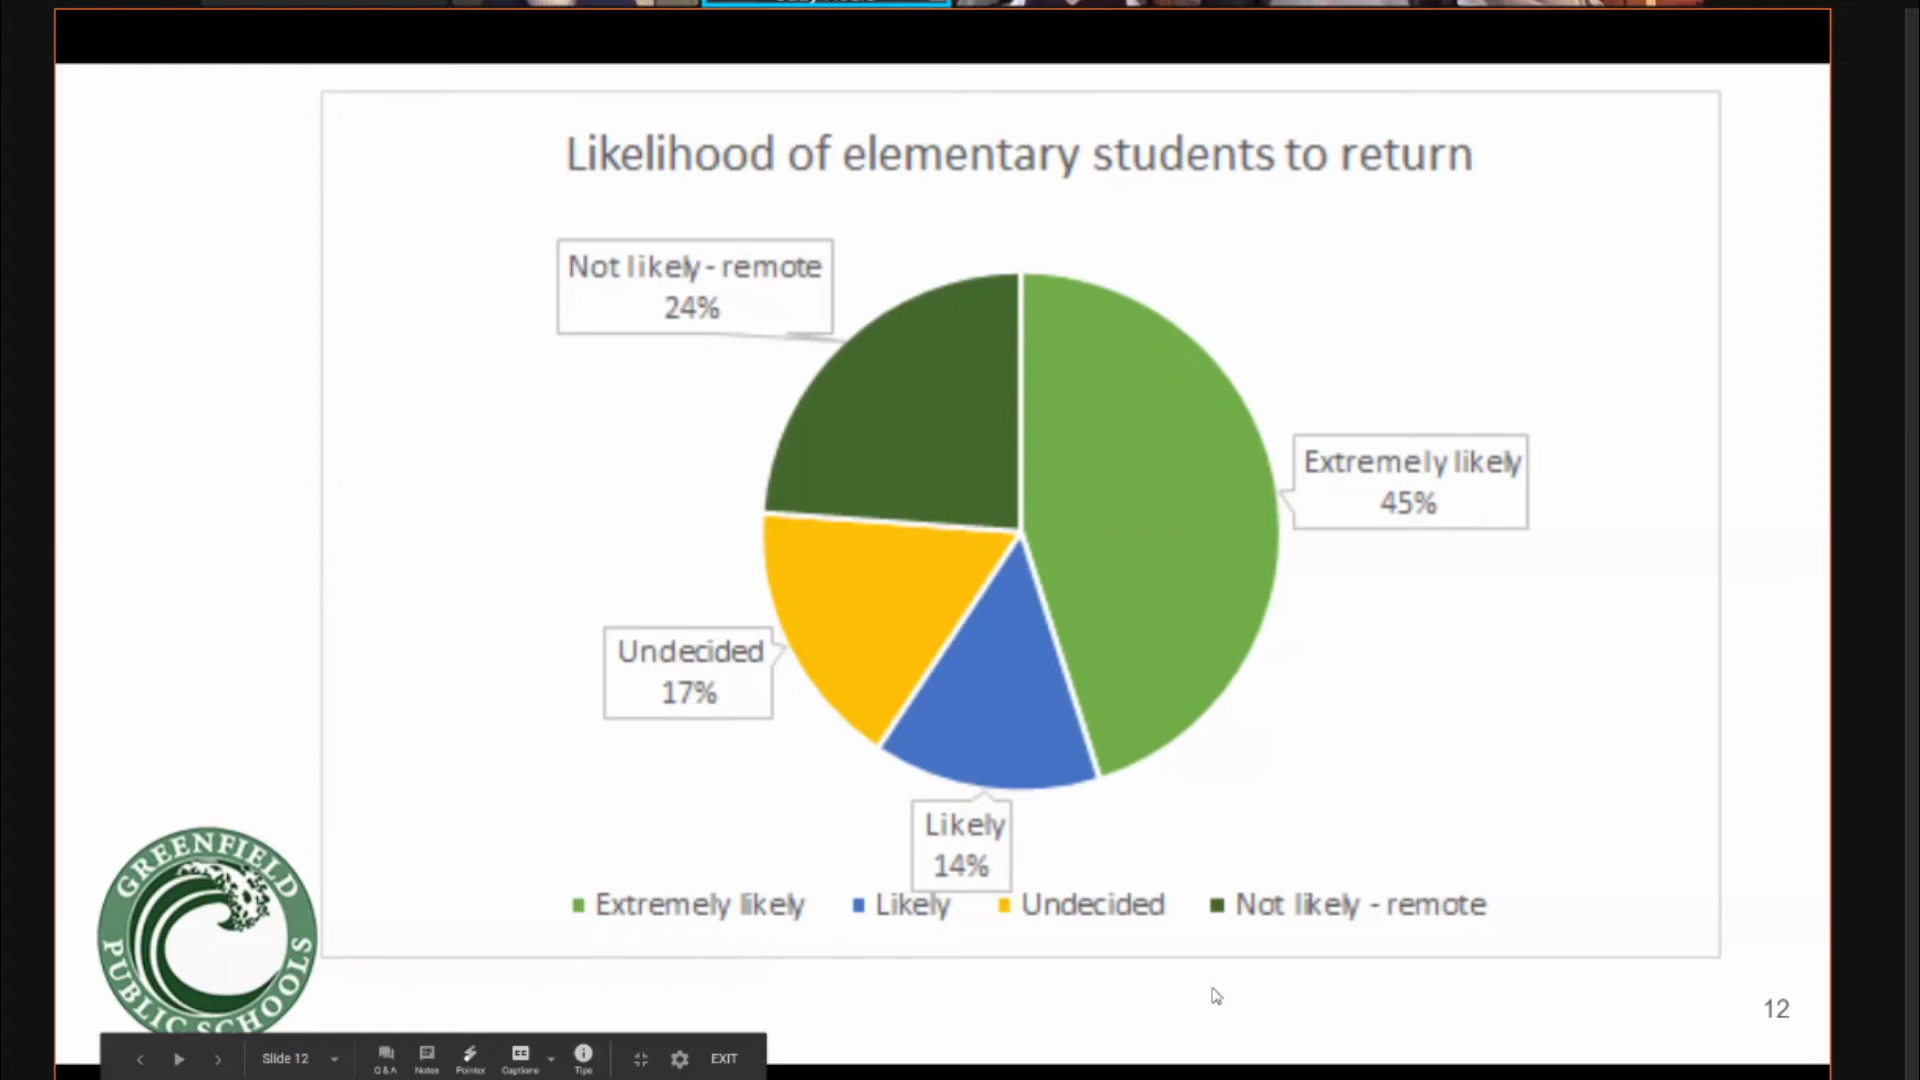 Likelihood of elementary students to return
Not likely - remote
24%
Extremely likely
45%
Undecided
17%
Likely
14%
Extremely likely
Likely
Undecided
Not likely - remote
GREENFIELD
PUBLIC SCHOOLS
12
Slide 12
Q&A
Notes
Pointer
Captions
Tips
EXIT